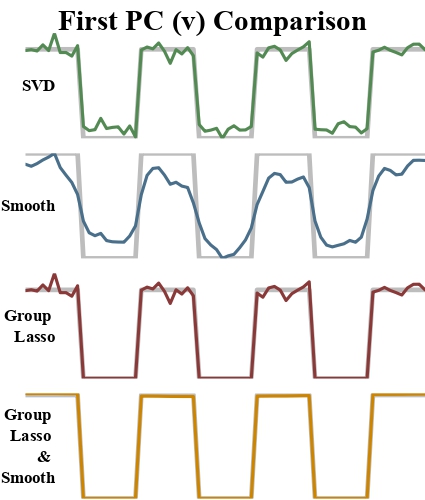 First PC (v) Comparison
SVD
Smooth
Group
Lasso
Group
Lasso
&
Smooth